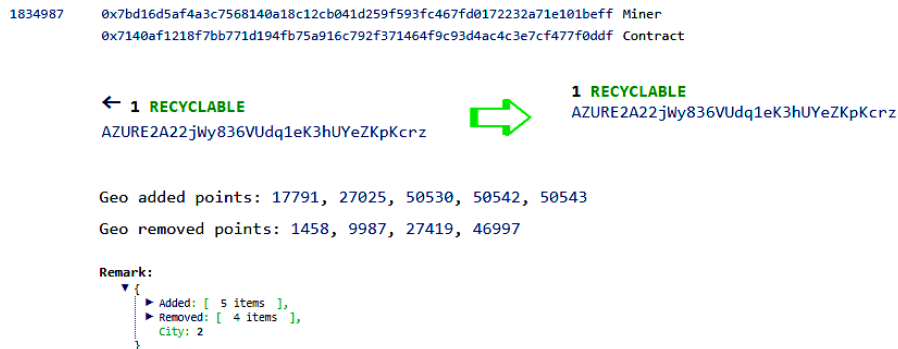 1834987 0x7bd16d5af4a3c7568140a18c12cb041d259f593fc467fd0172232a71e101beff Miner
0x7140af1218f7bb771d194fb75a916c792f371464f9c93d4ac4c3e7cf477f0ddf Contract
← 1 RECYCLABLE
AZURE2A22jWy836VUdq1eK3hUYeZKpKcrz
1 RECYCLABLE
AZURE2A22jWy836VUdq1eK3hUYeZKpKcrz
Geo added points: 17791, 27025, 50530, 50542, 50543
Geo removed points: 1458, 9987, 27419, 46997
Remark:
▼ {
▶ Added: [ 5 items ],
▶ Removed: [ 4 items ],
City: 2
}